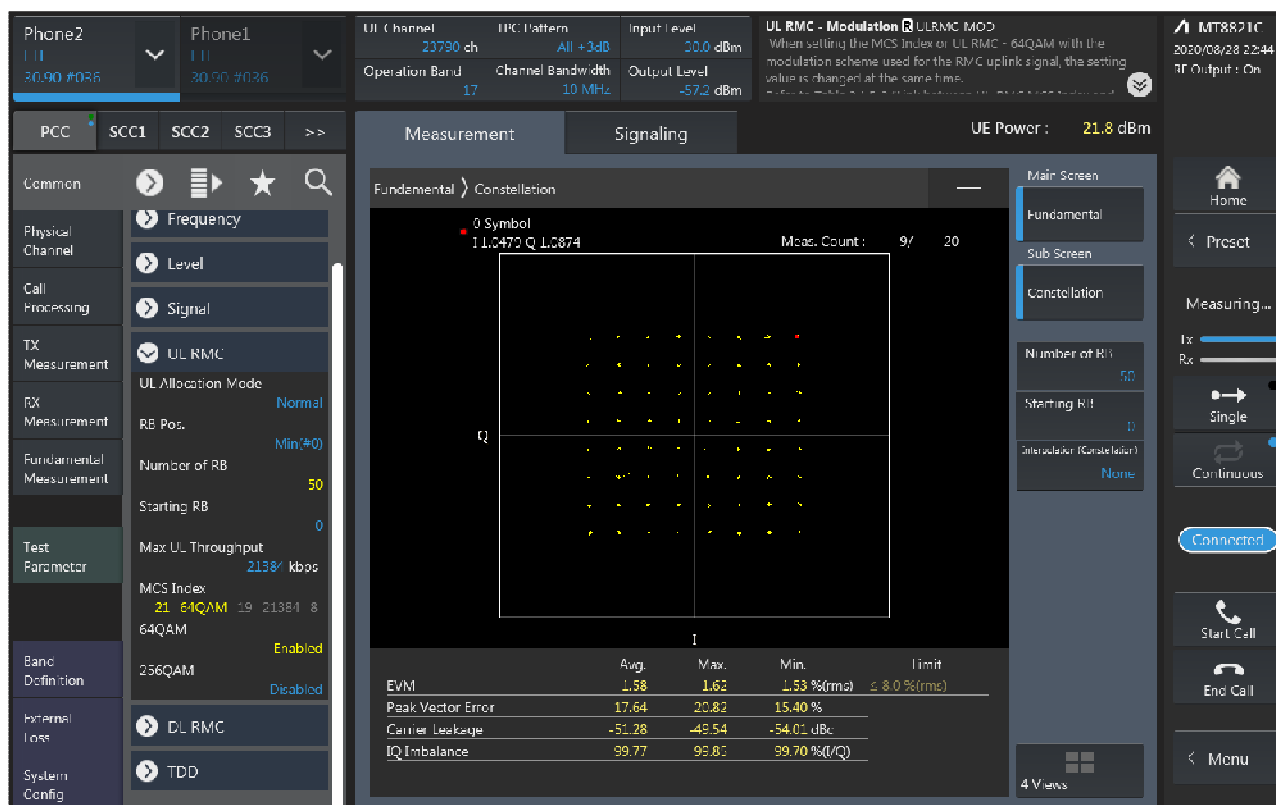 Phone2
LTE
30.90 #036
Phone1
LTE
30.90 #036
UL Channel
23790 ch
Operation Band
17
TPC Pattern
All +3dB
Channel Bandwidth
10 MHz
Input Level
30.0 dBm
Output Level
-57.2 dBm
UL RMC - Modulation R ULRMC_MOD
When setting the MCS Index or UL RMC - 64QAM with the
modulation scheme used for the RMC uplink signal, the setting
value is changed at the same time.
MT8821C
2020/08/28 22:44
RF Output : On
PCC
SCC1
SCC2
SCC3
>>
Measurement
Signaling
UE Power : 21.8 dBm
Common
Physical
Channel
Call
Processing
TX
Measurement
RX
Measurement
Fundamental
Measurement
Test
Parameter
Band
Definition
External
Loss
System
Config
Frequency
Level
Signal
UL RMC
UL Allocation Mode
Normal
RB Pos.
Min(#0)
Number of RB
50
Starting RB
0
Max UL Throughput
21384 kbps
MCS Index
21 64QAM 19 21384 8
64QAM
Enabled
256QAM
Disabled
DL RMC
TDD
Fundamental > Constellation
0 Symbol
I 1.0479 Q 1.0874
Meas. Count : 9/ 20
Q
I
Avg. Max. Min. Limit
EVM 1.58 1.62 1.53 %(rms) ≤ 8.0 %(rms)
Peak Vector Error 17.64 20.82 15.40 %
Carrier Leakage -51.28 -49.54 -54.01 dBc
IQ Imbalance 99.77 99.85 99.70 %(I/Q)
Main Screen
Fundamental
Sub Screen
Constellation
Number of RB
50
Starting RB
0
Interpolation (Constellation)
None
4 Views
Home
< Preset
Measuring...
Tx
Rx
Single
Continuous
Connected
Start Call
End Call
< Menu